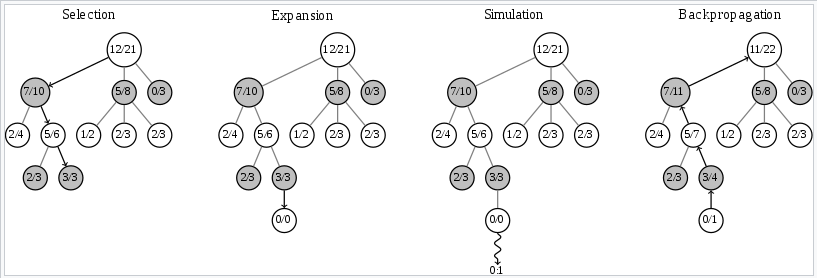 Selection Expansion Simulation Backpropagation
12/21 12/21 12/21 11/22
7/10 5/8 0/3 7/10 5/8 0/3 7/10 5/8 0/3 7/11 5/8 0/3
2/4 5/6 1/2 2/3 2/3 2/4 5/6 1/2 2/3 2/3 2/4 5/6 1/2 2/3 2/3 2/4 5/7 1/2 2/3 2/3
2/3 3/3 2/3 3/3 2/3 3/3 2/3 3/4
0/0 0/0 0/1
0:1